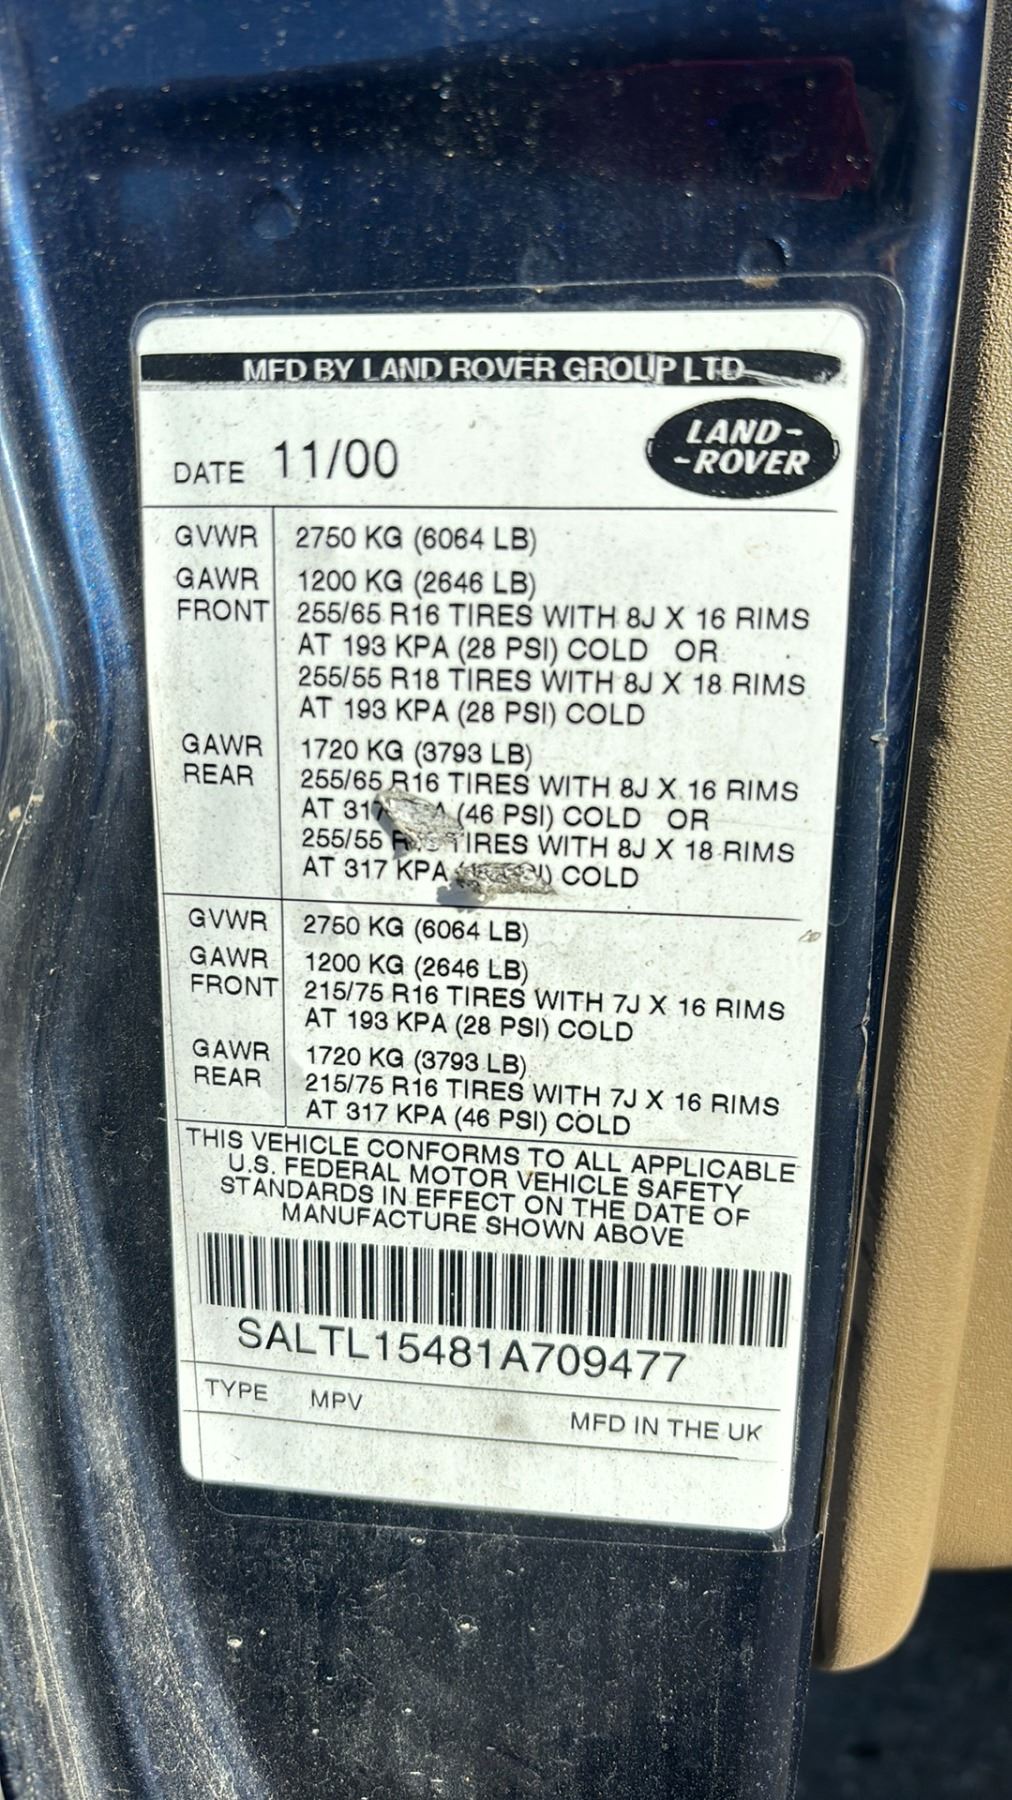 MFD BY LAND ROVER GROUP LTD
LAND-
-ROVER
DATE 11/00
GVWR 2750 KG (6064 LB)
GAWR 1200 KG (2646 LB)
FRONT 255/65 R16 TIRES WITH 8J X 16 RIMS
AT 193 KPA (28 PSI) COLD OR
255/55 R18 TIRES WITH 8J X 18 RIMS
AT 193 KPA (28 PSI) COLD
GAWR 1720 KG (3793 LB)
REAR 255/65 R16 TIRES WITH 8J X 16 RIMS
AT 317 (46 PSI) COLD OR
255/55 TIRES WITH 8J X 18 RIMS
AT 317 KPA COLD
GVWR 2750 KG (6064 LB)
GAWR 1200 KG (2646 LB)
FRONT 215/75 R16 TIRES WITH 7J X 16 RIMS
AT 193 KPA (28 PSI) COLD
GAWR 1720 KG (3793 LB)
REAR 215/75 R16 TIRES WITH 7J X 16 RIMS
AT 317 KPA (46 PSI) COLD
THIS VEHICLE CONFORMS TO ALL APPLICABLE
U.S. FEDERAL MOTOR VEHICLE SAFETY
STANDARDS IN EFFECT ON THE DATE OF
MANUFACTURE SHOWN ABOVE
SALTL15481A709477
TYPE MPV
MFD IN THE UK